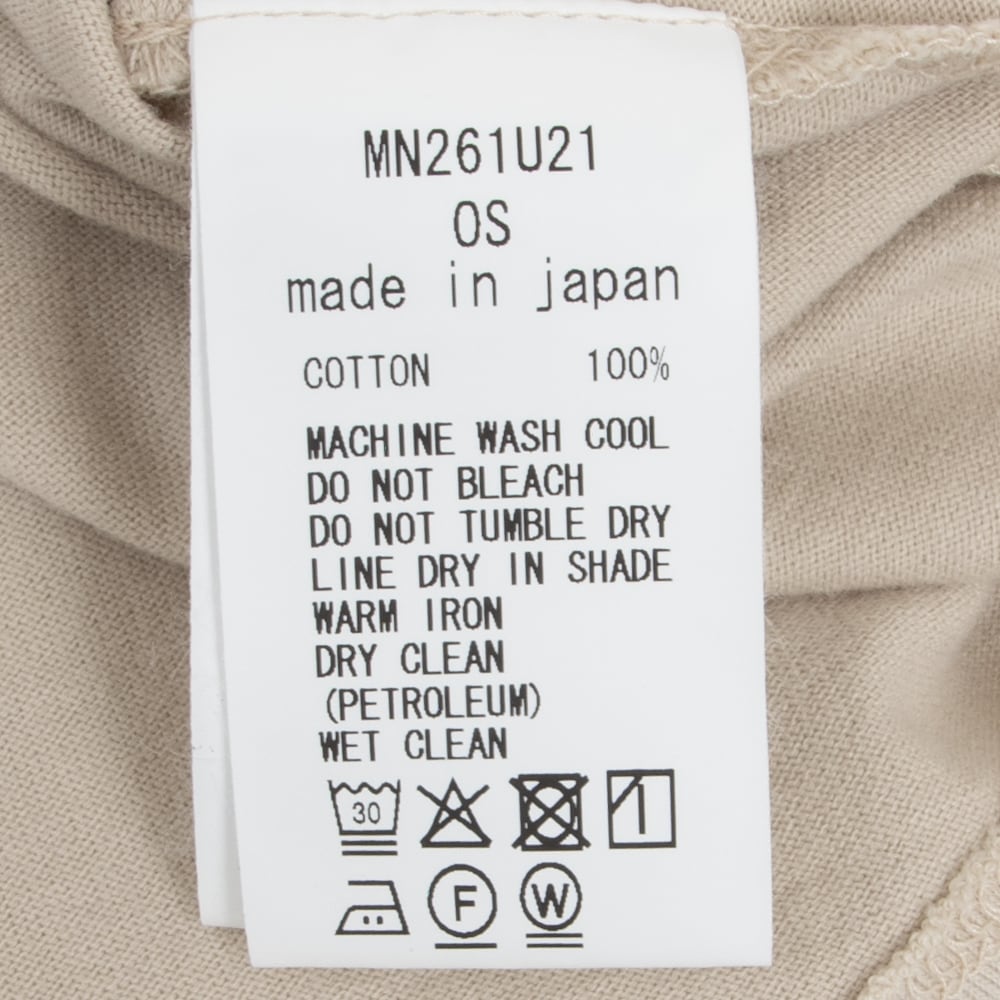 MN261U21
OS
made in japan
COTTON 100%
MACHINE WASH COOL
DO NOT BLEACH
DO NOT TUMBLE DRY
LINE DRY IN SHADE
WARM IRON
DRY CLEAN
(PETROLEUM)
WET CLEAN
30
F W